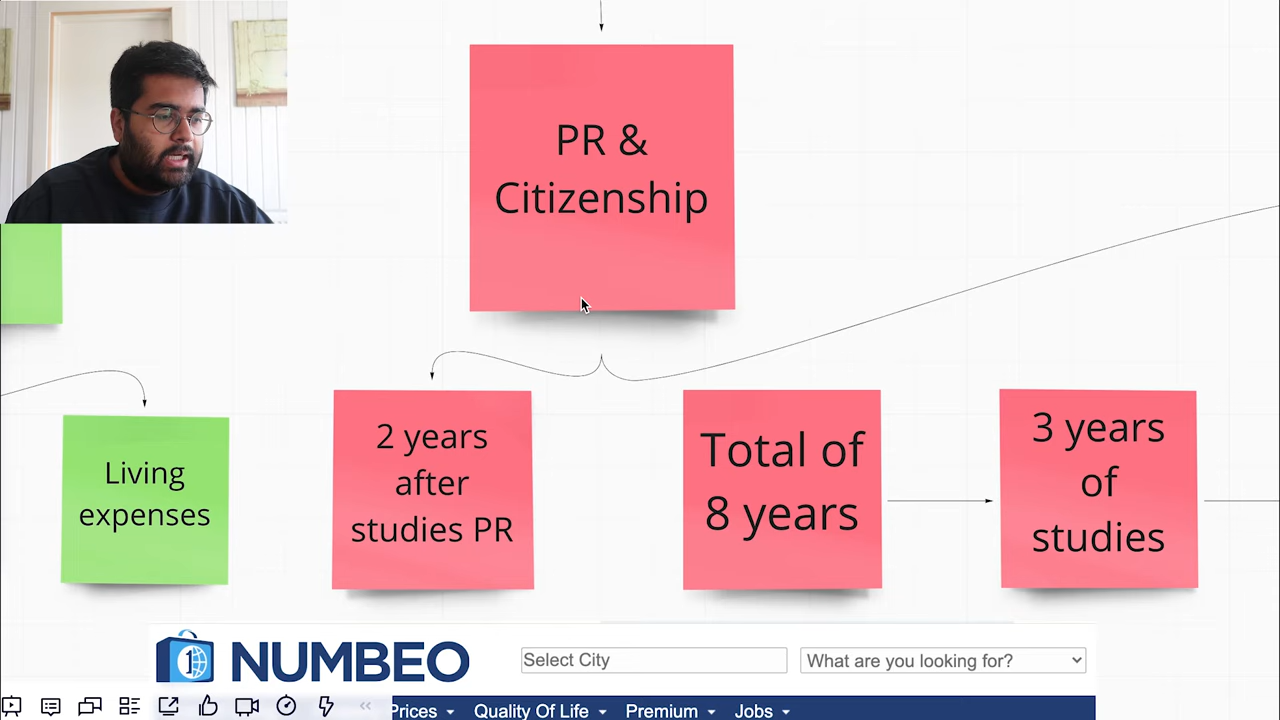 PR &
Citizenship
Living
expenses
2 years
after
studies PR
Total of
8 years
3 years
of
studies
1
NUMBEO
Select City
What are you looking for?
Prices
Quality Of Life
Premium
Jobs